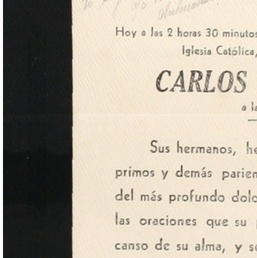 Hoy a las 2 horas 30 minutos
Iglesia Católica,
CARLOS
a la
Sus hermanos, he
primos y demás parien
del más profundo dolo
las oraciones que su
canso de su alma, y s